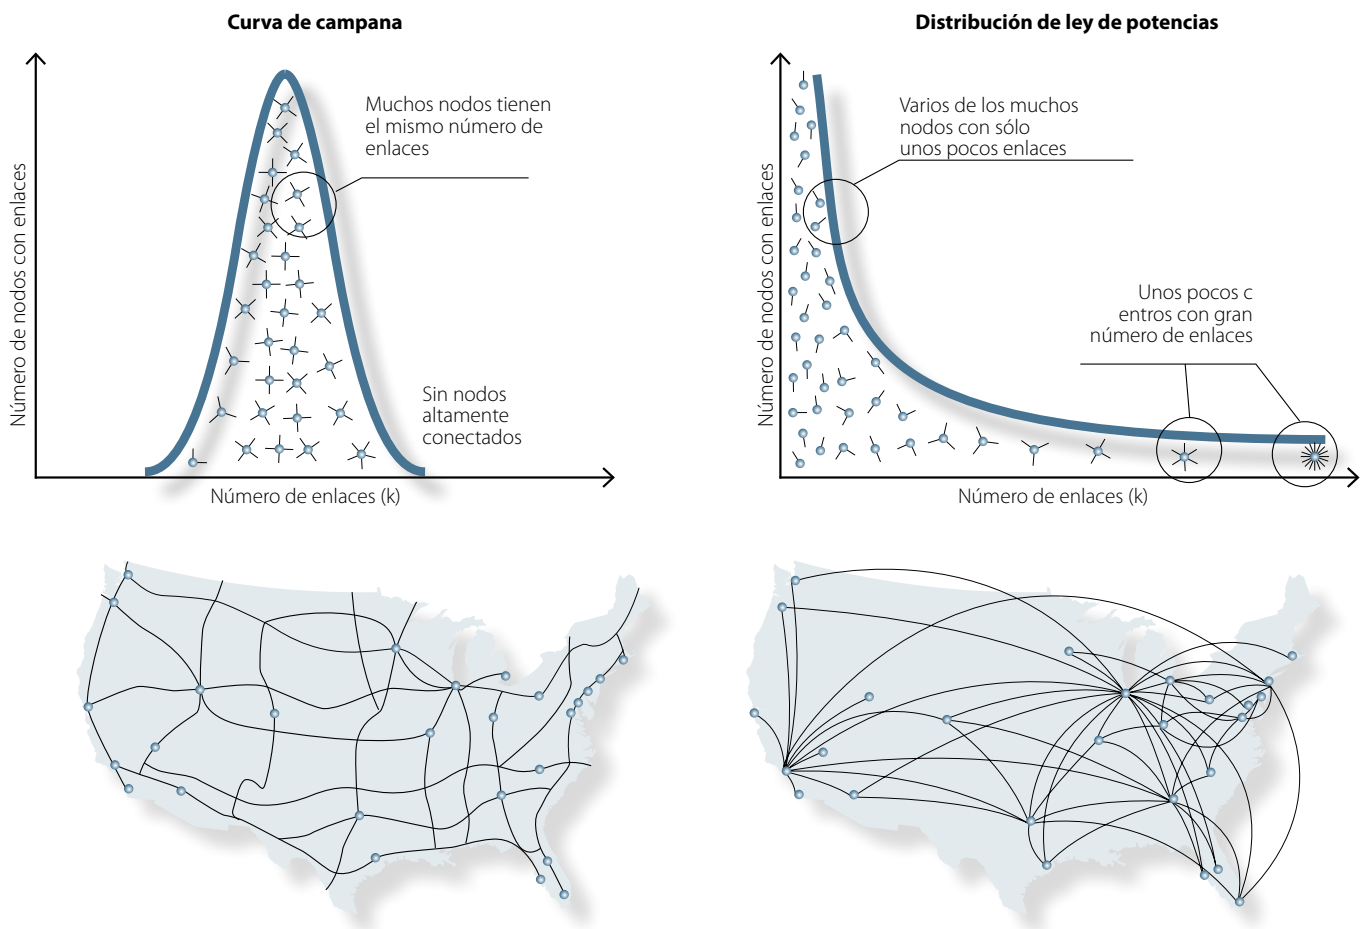 Curva de campana
Número de nodos con enlaces
Muchos nodos tienen
el mismo número de
enlaces
Sin nodos
altamente
conectados
Número de enlaces (k)
Distribución de ley de potencias
Número de nodos con enlaces
Varios de los muchos
nodos con sólo
unos pocos enlaces
Unos pocos c
entros con gran
número de enlaces
Número de enlaces (k)